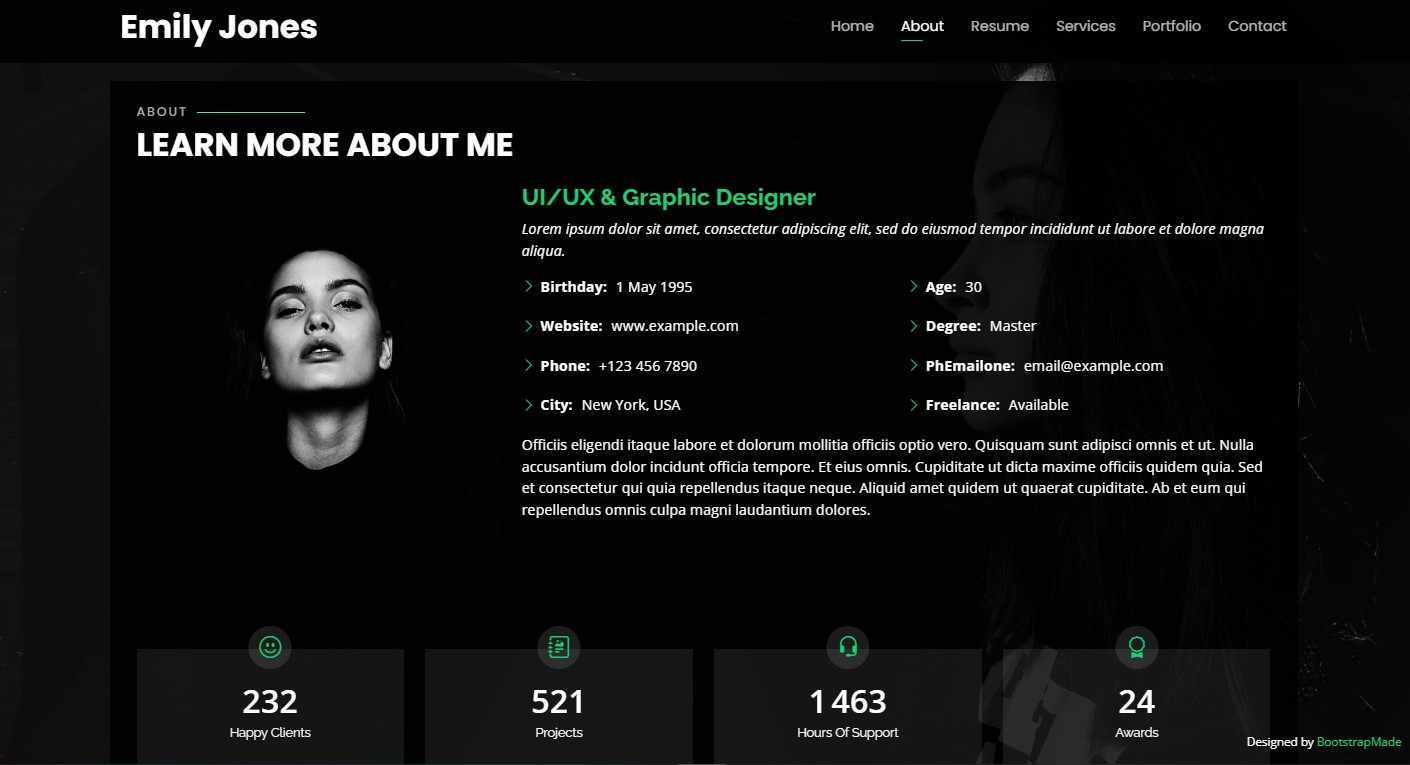 Emily Jones
Home About Resume Services Portfolio Contact
ABOUT
LEARN MORE ABOUT ME
UI/UX & Graphic Designer
Lorem ipsum dolor sit amet, consectetur adipiscing elit, sed do eiusmod tempor incididunt ut labore et dolore magna
aliqua.
Birthday: 1 May 1995
Age: 30
Website: www.example.com
Degree: Master
Phone: +123 456 7890
PhEmailone: email@example.com
City: New York, USA
Freelance: Available
Officiis eligendi itaque labore et dolorum mollitia officiis optio vero. Quisquam sunt adipisci omnis et ut. Nulla
accusantium dolor incidunt officia tempore. Et eius omnis. Cupiditate ut dicta maxime officiis quidem quia. Sed
et consectetur qui quia repellendus itaque neque. Aliquid amet quidem ut quaerat cupiditate. Ab et eum qui
repellendus omnis culpa magni laudantium dolores.
232
Happy Clients
521
Projects
1 463
Hours Of Support
24
Awards
Designed by BootstrapMade